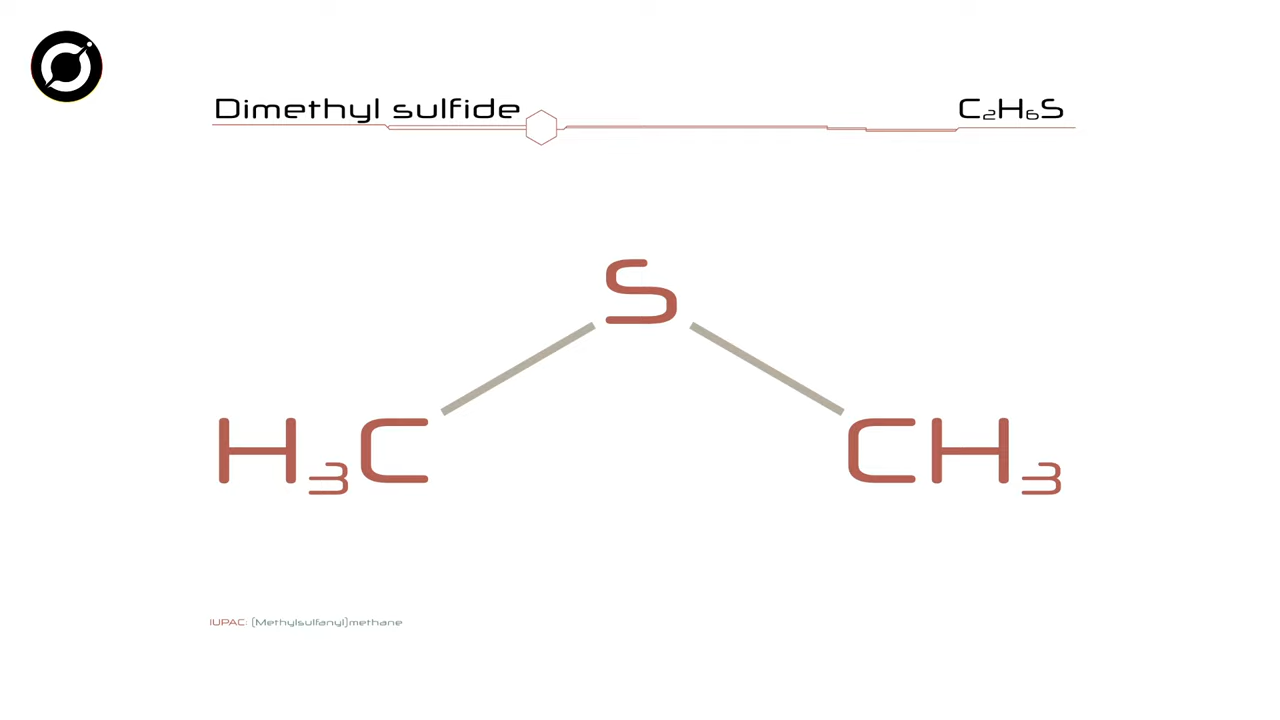 Dimethyl sulfide
C₂H₆S
S
H₃C
CH₃
IUPAC: (Methylsulfanyl)methane